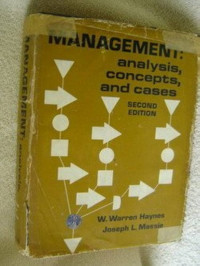 MANAGEMENT:
analysis,
concepts,
and cases
SECOND
EDITION
W. Warren Haynes
Joseph L. Massie
MANAGEMENT: